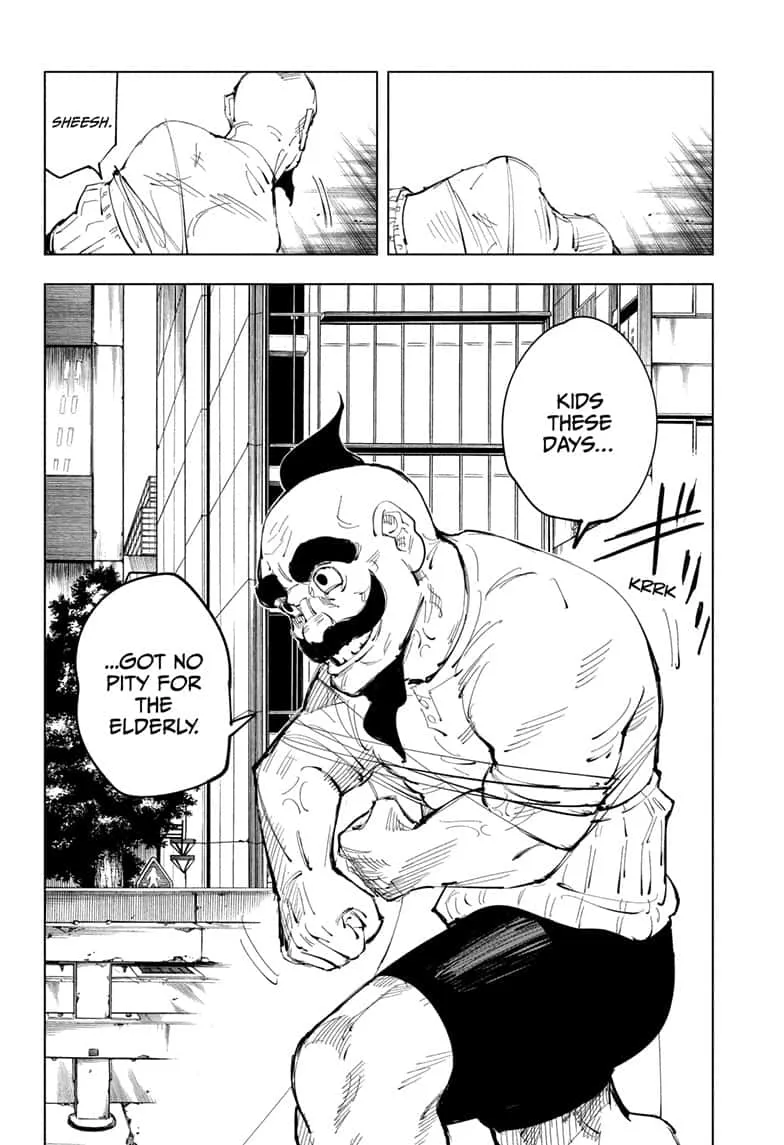 SHEESH.
KIDS
THESE
DAYS...
KRRK
...GOT NO
PITY FOR
THE
ELDERLY.